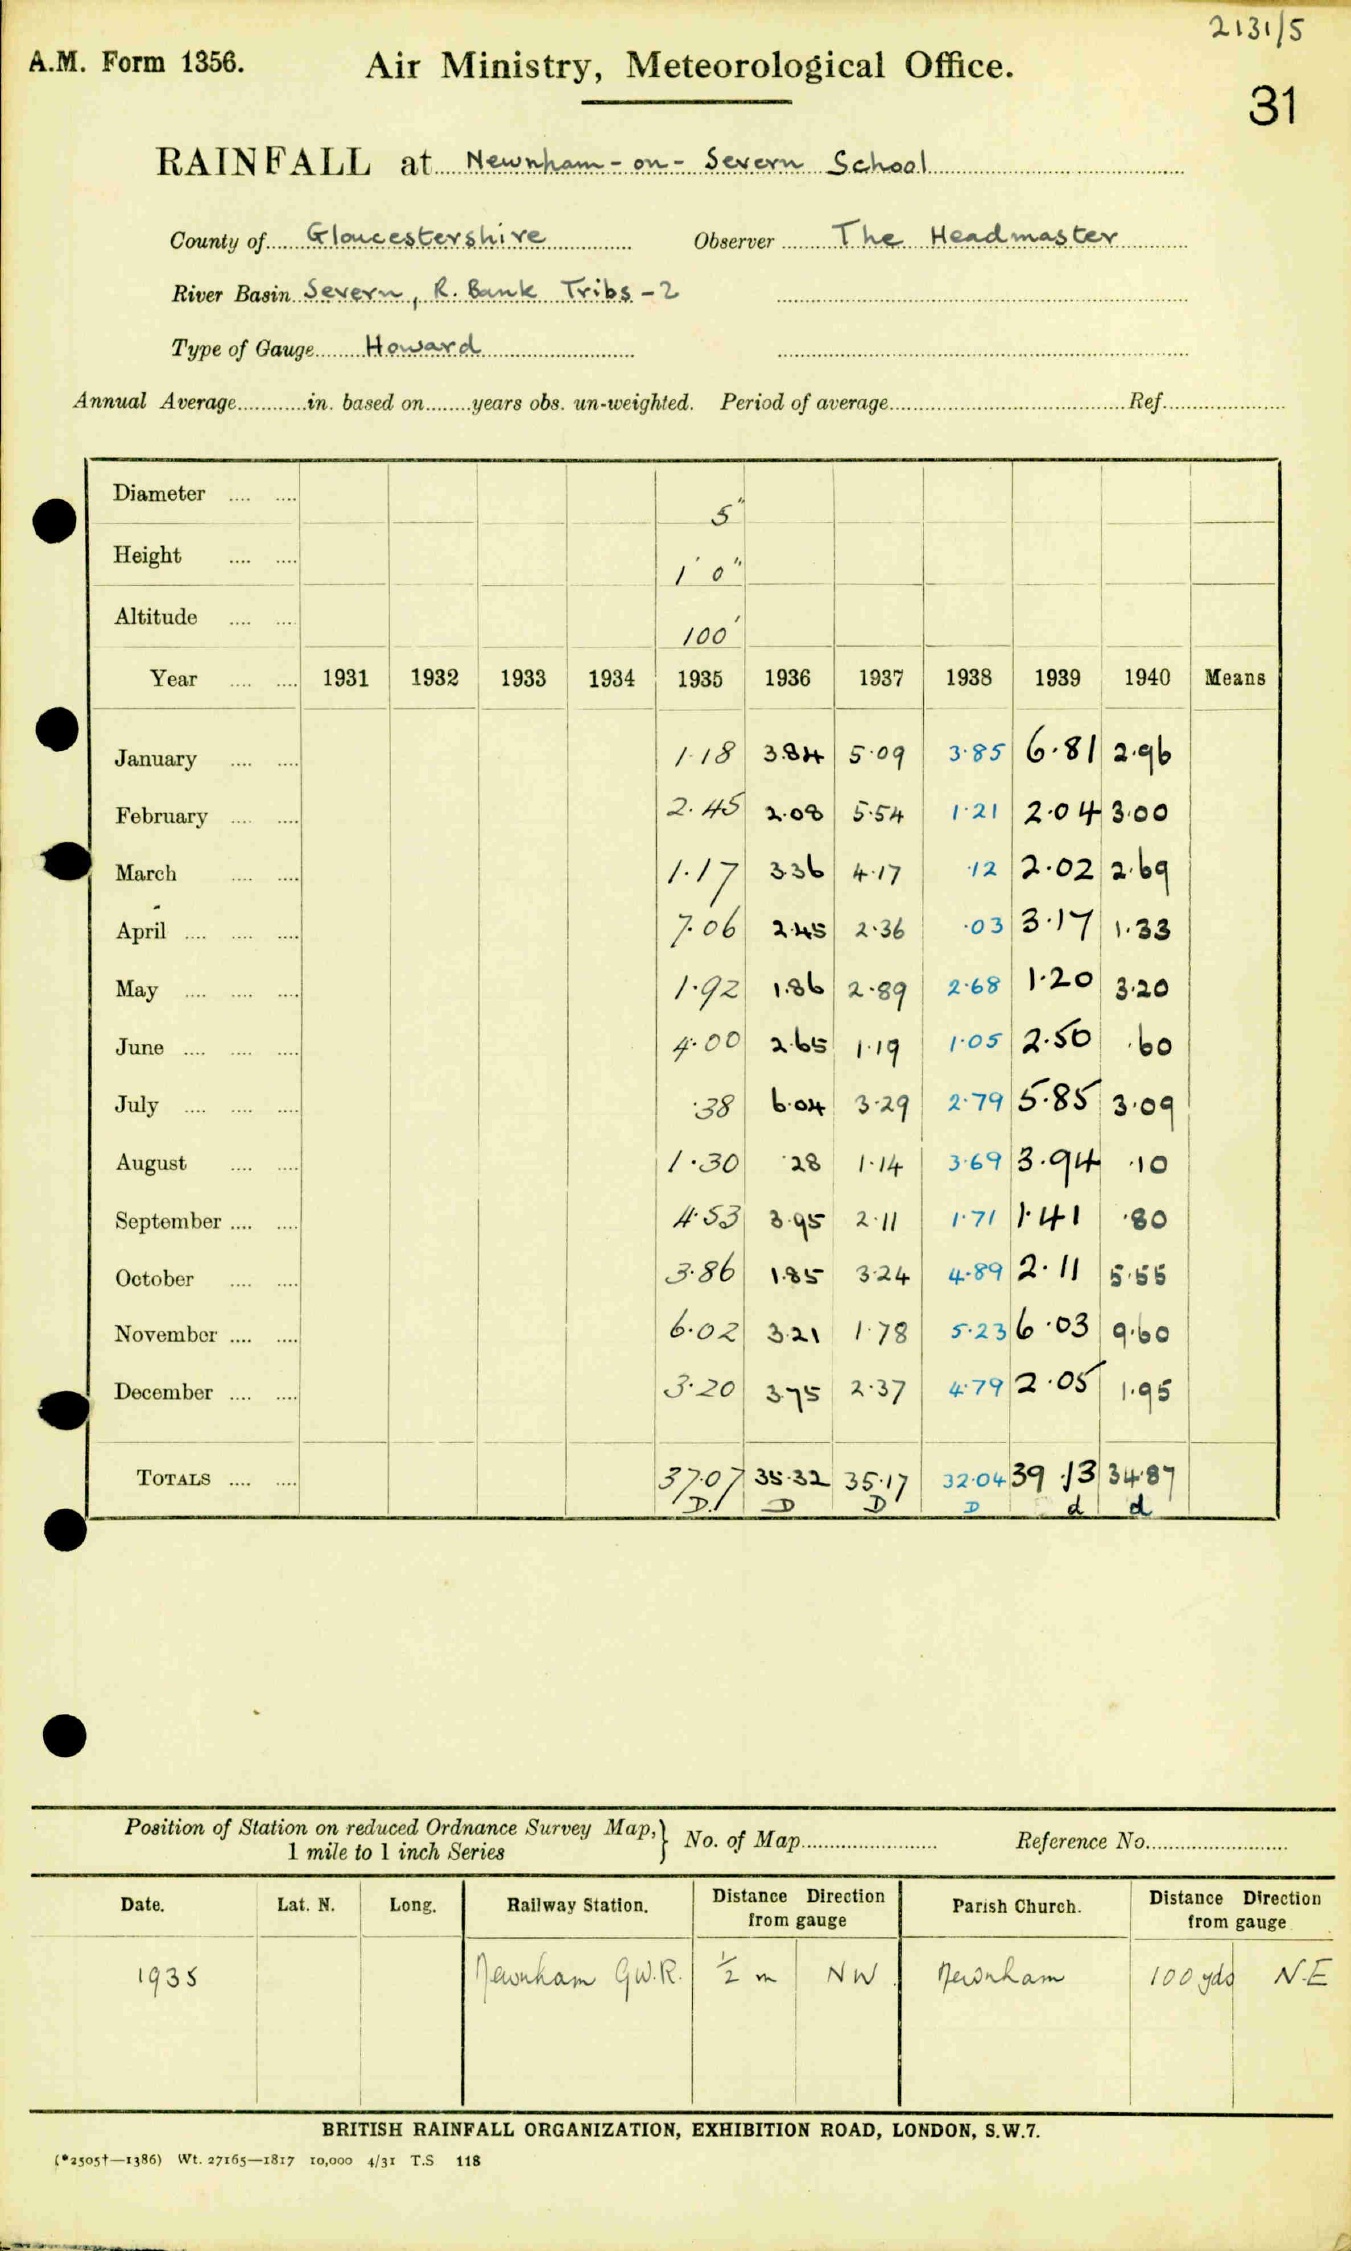 2131/5
A.M. Form 1356. Air Ministry, Meteorological Office.
31
RAINFALL at Newnham-on-Severn School
County of Gloucestershire Observer The Headmaster
River Basin Severn, R. Bank Tribs-2
Type of Gauge Howard
Annual Average in. based on years obs. un-weighted. Period of average Ref.
Diameter 5"
Height 1' 0"
Altitude 100'
Year 1931 1932 1933 1934 1935 1936 1937 1938 1939 1940 Means
January 1.18 3.84 5.09 3.85 6.81 2.96
February 2.45 2.08 5.54 1.21 2.04 3.00
March 1.17 3.36 4.17 .12 2.02 2.69
April 7.06 2.45 2.36 .03 3.17 1.33
May 1.92 1.86 2.89 2.68 1.20 3.20
June 4.00 2.65 1.19 1.05 2.50 .60
July .38 6.04 3.29 2.79 5.85 3.09
August 1.30 .28 1.14 3.69 3.94 .10
September 4.53 3.95 2.11 1.71 1.41 .80
October 3.86 1.85 3.24 4.89 2.11 5.55
November 6.02 3.21 1.78 5.23 6.03 9.60
December 3.20 3.75 2.37 4.79 2.05 1.95
TOTALS 37.07 35.32 35.17 32.04 39.13 34.87
D. D D D d d
Position of Station on reduced Ordnance Survey Map, } No. of Map Reference No.
1 mile to 1 inch Series
Date. Lat. N. Long. Railway Station. Distance Direction Parish Church. Distance Direction
from gauge from gauge
1935 Newnham G.W.R. ½ m NW. Newnham 100 yds N.E
BRITISH RAINFALL ORGANIZATION, EXHIBITION ROAD, LONDON, S.W.7.
(*2505†—1386) Wt. 27165—1817 10,000 4/31 T.S 118